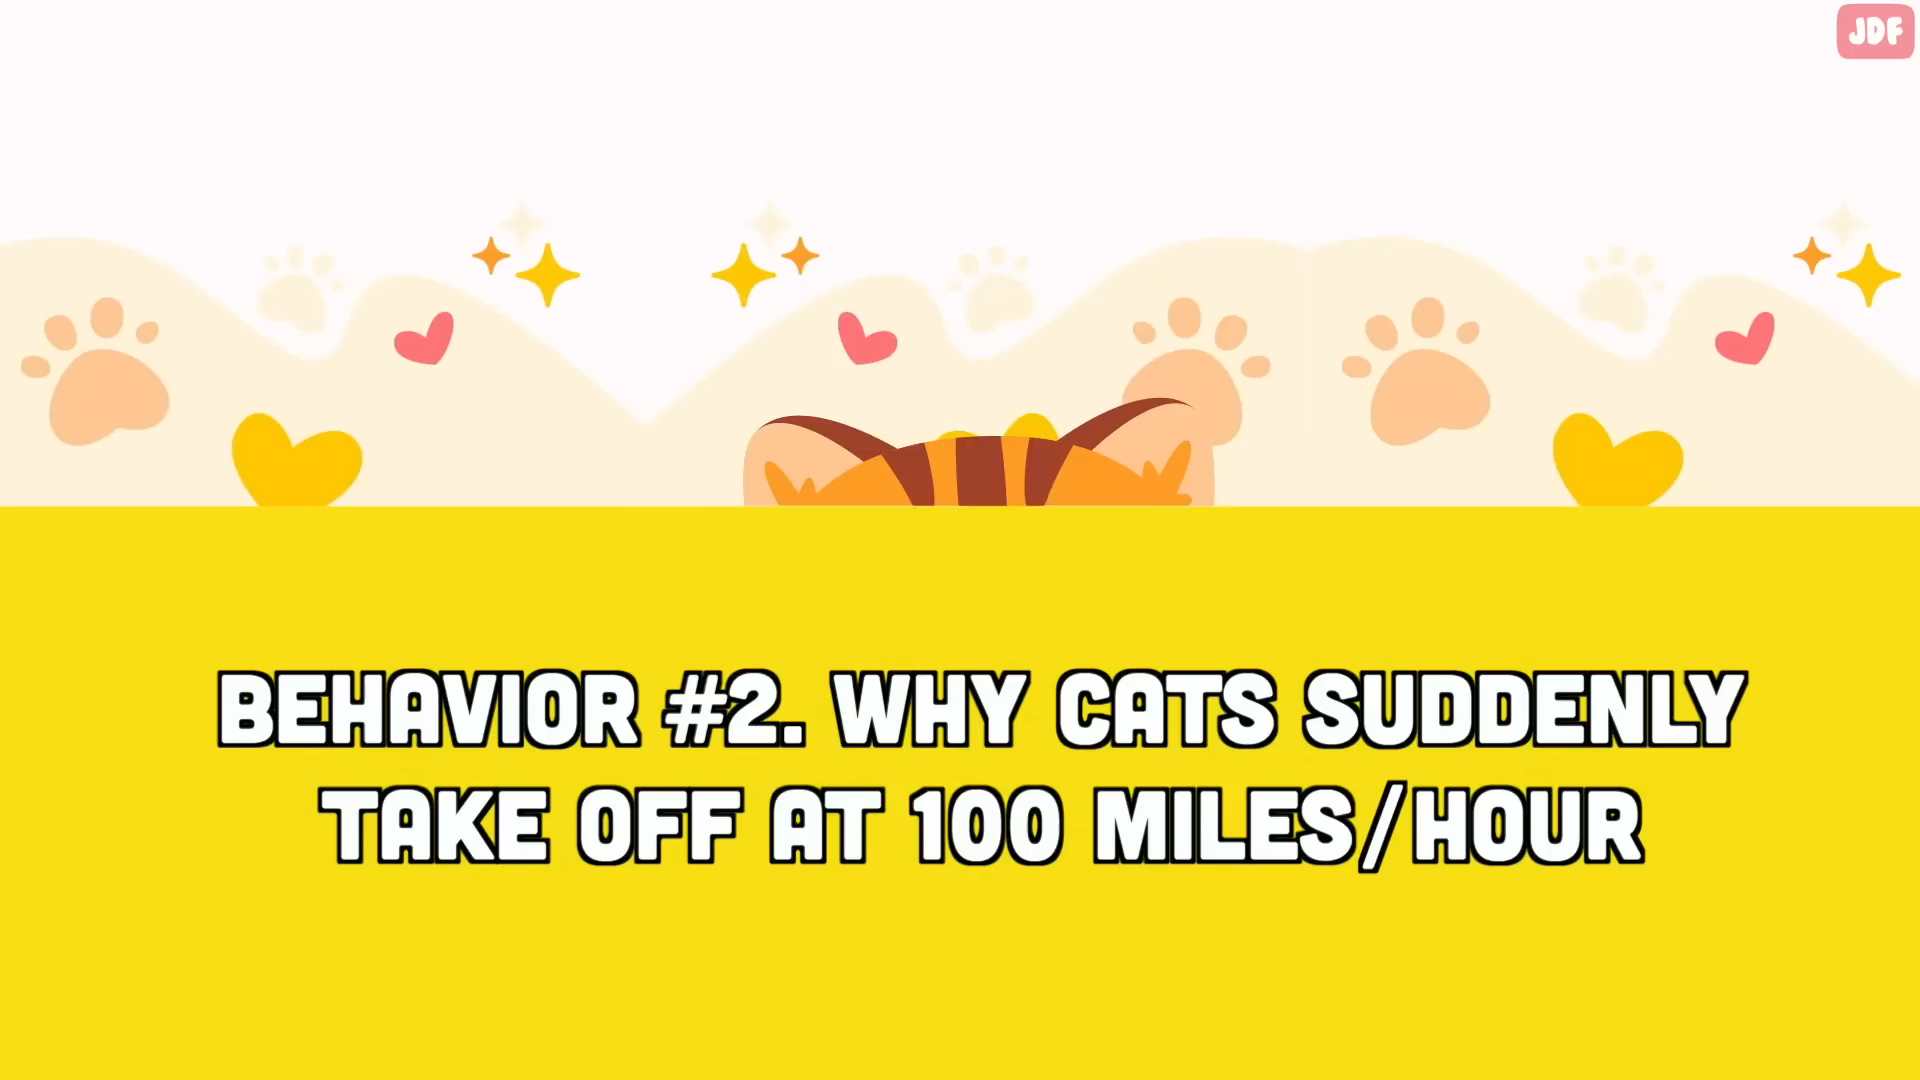 JDF
BEHAVIOR #2. WHY CATS SUDDENLY
TAKE OFF AT 100 MILES/HOUR